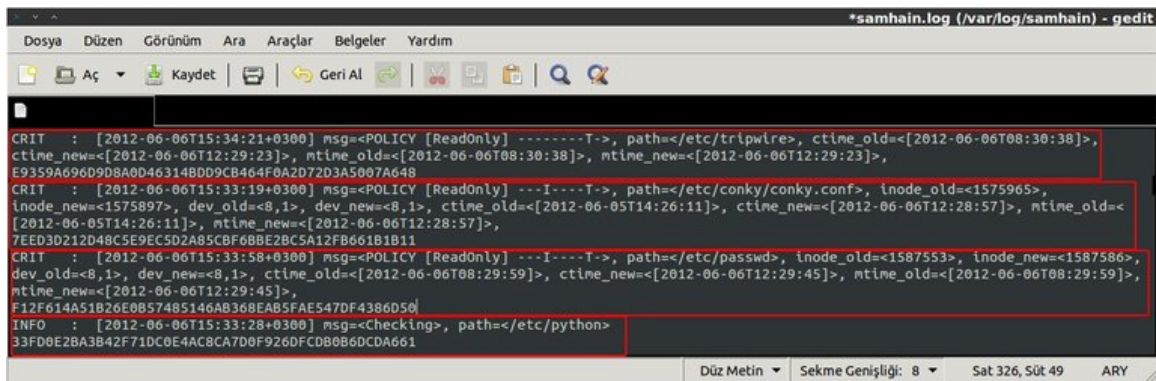 *samhain.log (/var/log/samhain) - gedit
Dosya Düzen Görünüm Ara Araçlar Belgeler Yardım
Aç Kaydet Geri Al
CRIT : [2012-06-06T15:34:21+0300] msg=<POLICY [ReadOnly] --------T->, path=</etc/tripwire>, ctime_old=<[2012-06-06T08:30:38]>,
ctime_new=<[2012-06-06T12:29:23]>, mtime_old=<[2012-06-06T08:30:38]>, mtime_new=<[2012-06-06T12:29:23]>,
E9359A696D9D8A0D46314BDD9CB464F0A2D72D3A5007A648
CRIT : [2012-06-06T15:33:19+0300] msg=<POLICY [ReadOnly] ---I----T->, path=</etc/conky/conky.conf>, inode_old=<1575965>,
inode_new=<1575897>, dev_old=<8,1>, dev_new=<8,1>, ctime_old=<[2012-06-05T14:26:11]>, ctime_new=<[2012-06-06T12:28:57]>, mtime_old=<
[2012-06-05T14:26:11]>, mtime_new=<[2012-06-06T12:28:57]>,
7EED3D212D48C5E9EC5D2A85CBF6BBE2BC5A12FB661B1B11
CRIT : [2012-06-06T15:33:58+0300] msg=<POLICY [ReadOnly] ---I----T->, path=</etc/passwd>, inode_old=<1587553>, inode_new=<1587586>,
dev_old=<8,1>, dev_new=<8,1>, ctime_old=<[2012-06-06T08:29:59]>, ctime_new=<[2012-06-06T12:29:45]>, mtime_old=<[2012-06-06T08:29:59]>,
mtime_new=<[2012-06-06T12:29:45]>,
F12F614A51B26E0B57485146AB368EAB5FAE547DF4386D50
INFO : [2012-06-06T15:33:28+0300] msg=<Checking>, path=</etc/python>
33FD0E2BA3B42F71DC0E4AC8CA7D0F926DFCDB0B6DCDA661
Düz Metin Sekme Genişliği: 8 Sat 326, Süt 49 ARY